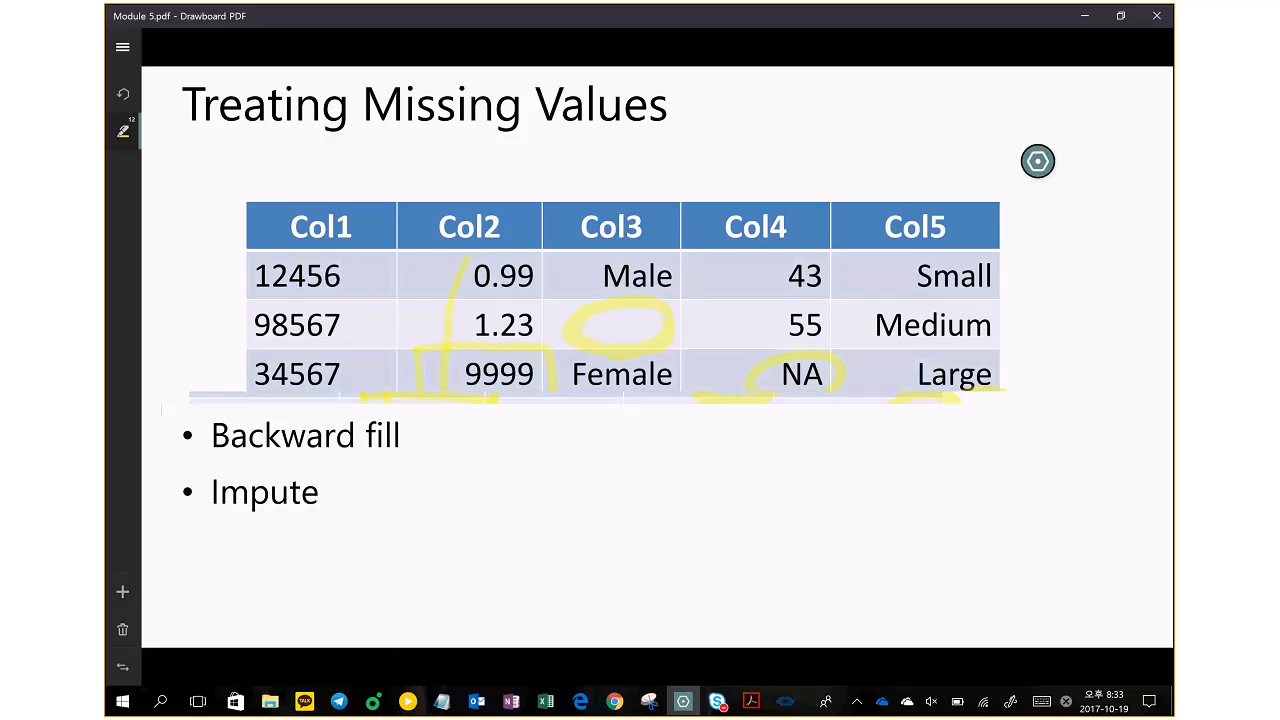 Module 5.pdf - Drawboard PDF
12
Treating Missing Values
Col1 Col2 Col3 Col4 Col5
12456 0.99 Male 43 Small
98567 1.23 55 Medium
34567 9999 Female NA Large
• Backward fill
• Impute
TALK
오후 8:33
2017-10-19